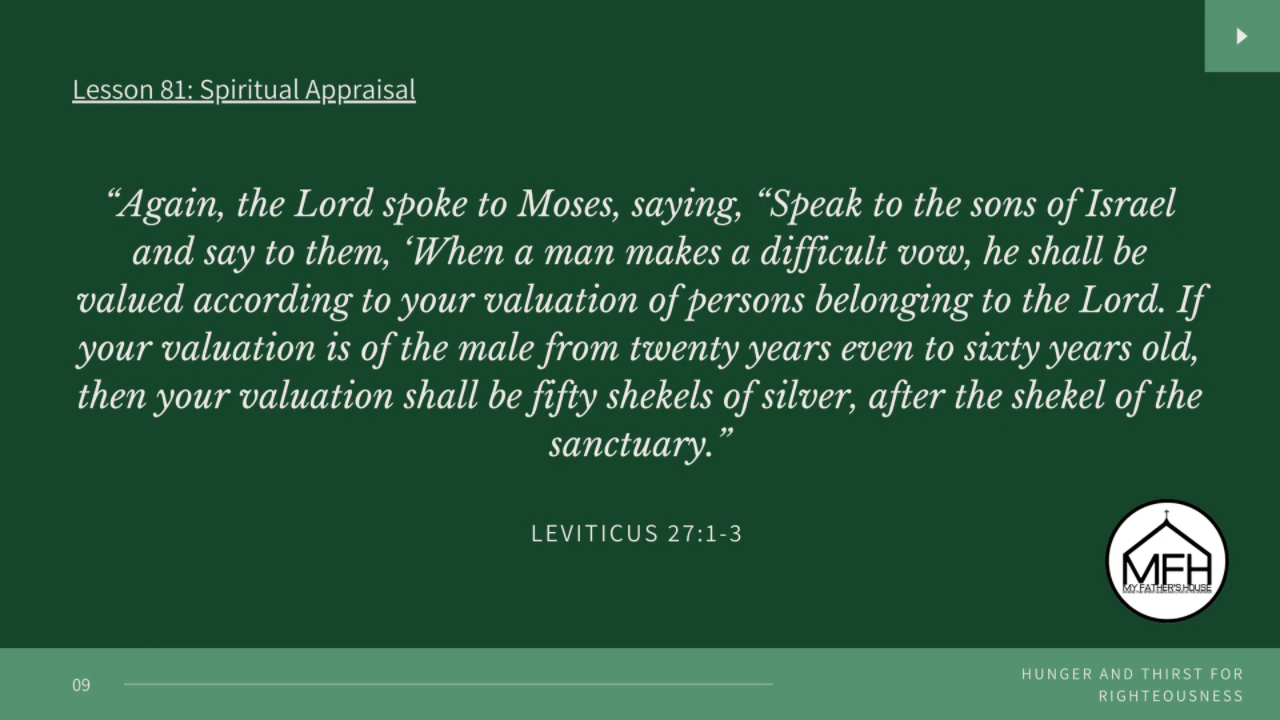 Lesson 81: Spiritual Appraisal
“Again, the Lord spoke to Moses, saying, “Speak to the sons of Israel
and say to them, ‘When a man makes a difficult vow, he shall be
valued according to your valuation of persons belonging to the Lord. If
your valuation is of the male from twenty years even to sixty years old,
then your valuation shall be fifty shekels of silver, after the shekel of the
sanctuary.”
LEVITICUS 27:1-3
MFH
MY FATHER'S HOUSE
09
HUNGER AND THIRST FOR
RIGHTEOUSNESS